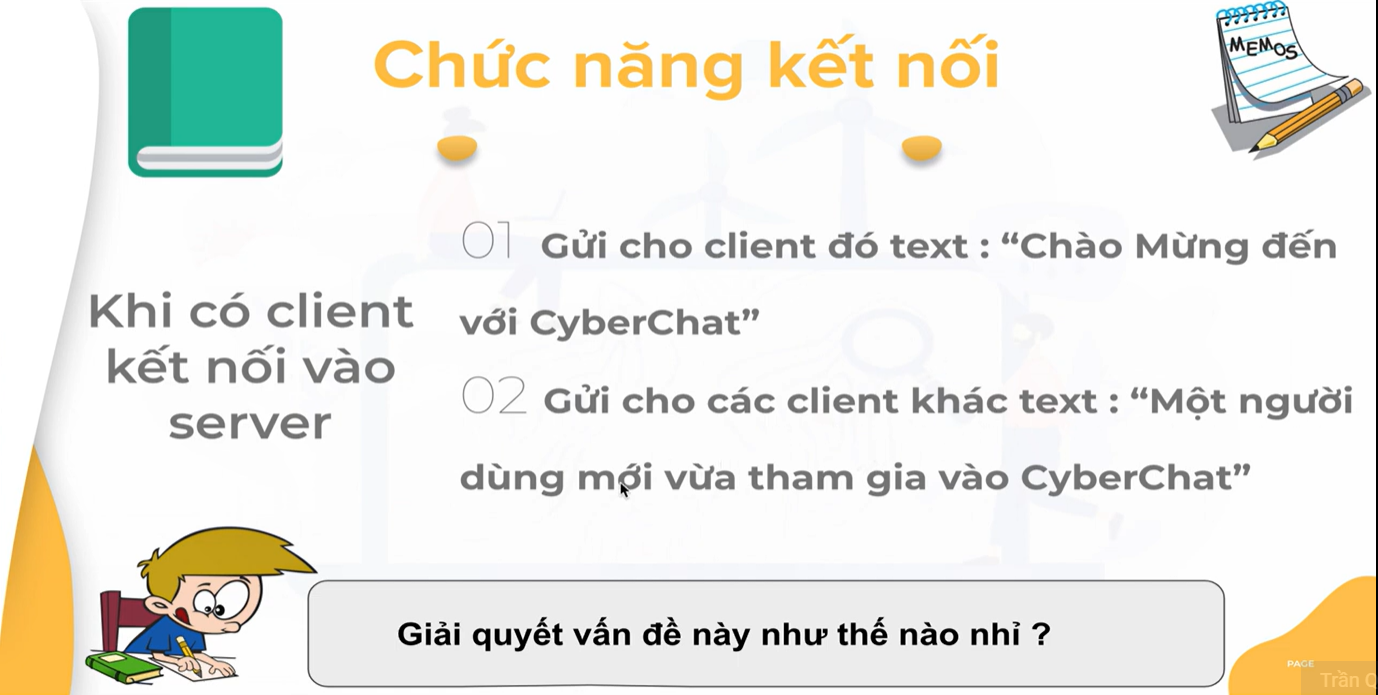 Chức năng kết nối
MEMOS
Khi có client
kết nối vào
server
01 Gửi cho client đó text : “Chào Mừng đến
với CyberChat”
02 Gửi cho các client khác text : “Một người
dùng mới vừa tham gia vào CyberChat”
Giải quyết vấn đề này như thế nào nhỉ ?
PAGE
Trần